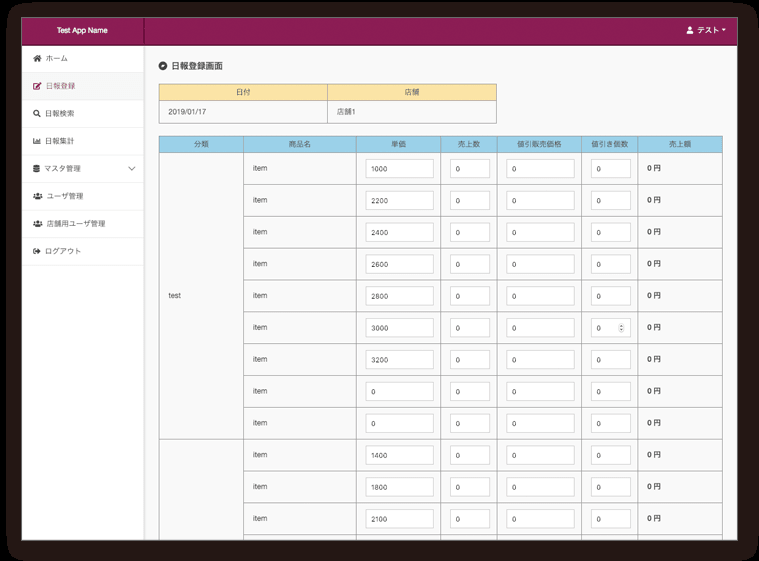 Test App Name
テスト
ホーム
日報登録
日報検索
日報集計
マスタ管理
ユーザ管理
店舗用ユーザ管理
ログアウト
日報登録画面
日付 店舗
2019/01/17 店舗1
分類 商品名 単価 売上数 値引販売価格 値引き個数 売上額
test
item 1000 0 0 0 0 円
item 2200 0 0 0 0 円
item 2400 0 0 0 0 円
item 2600 0 0 0 0 円
item 2800 0 0 0 0 円
item 3000 0 0 0 0 円
item 3200 0 0 0 0 円
item 0 0 0 0 0 円
item 0 0 0 0 0 円
item 1400 0 0 0 0 円
item 1800 0 0 0 0 円
item 2100 0 0 0 0 円